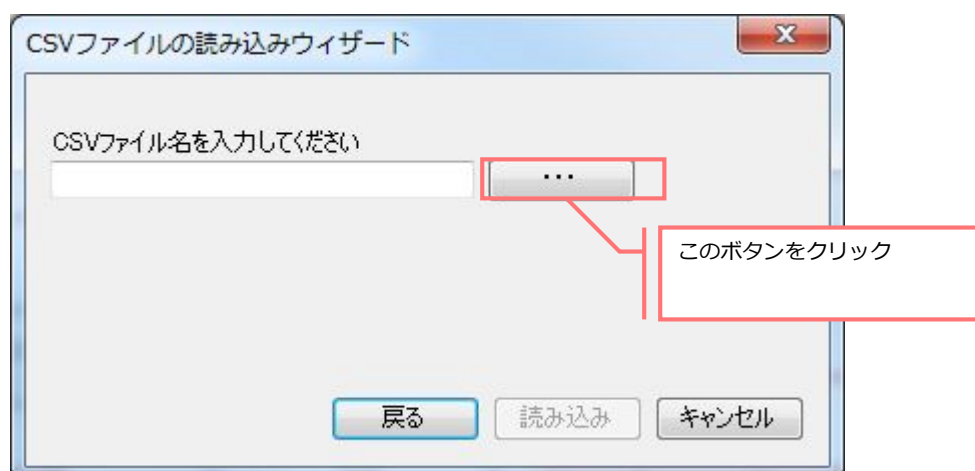 CSVファイルの読み込みウィザード
CSVファイル名を入力してください
...
このボタンをクリック
戻る
読み込み
キャンセル